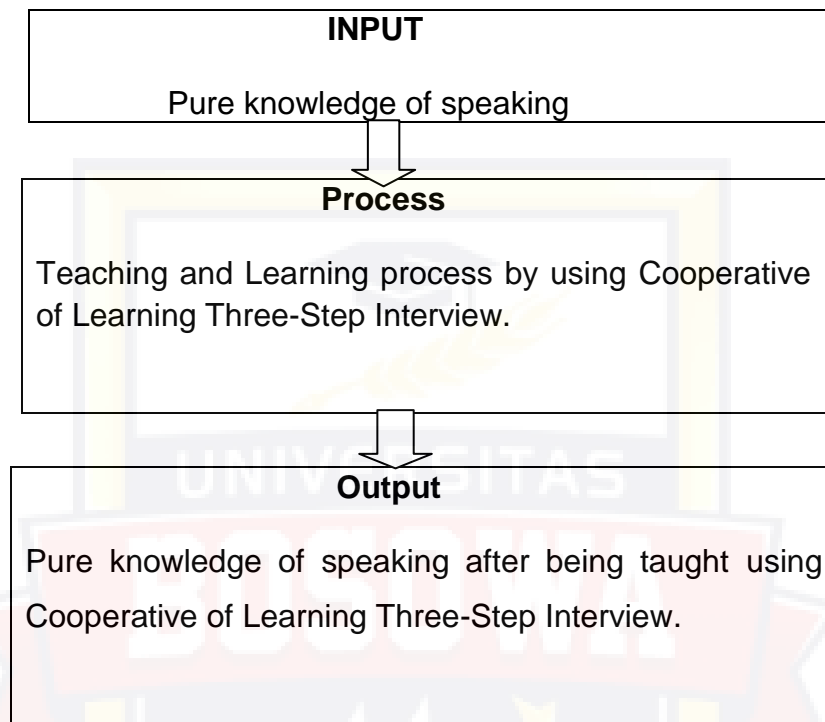 INPUT
Pure knowledge of speaking
Process
Teaching and Learning process by using Cooperative
of Learning Three-Step Interview.
UNIVERSITAS
Output
BOSOWA
Pure knowledge of speaking after being taught using
Cooperative of Learning Three-Step Interview.